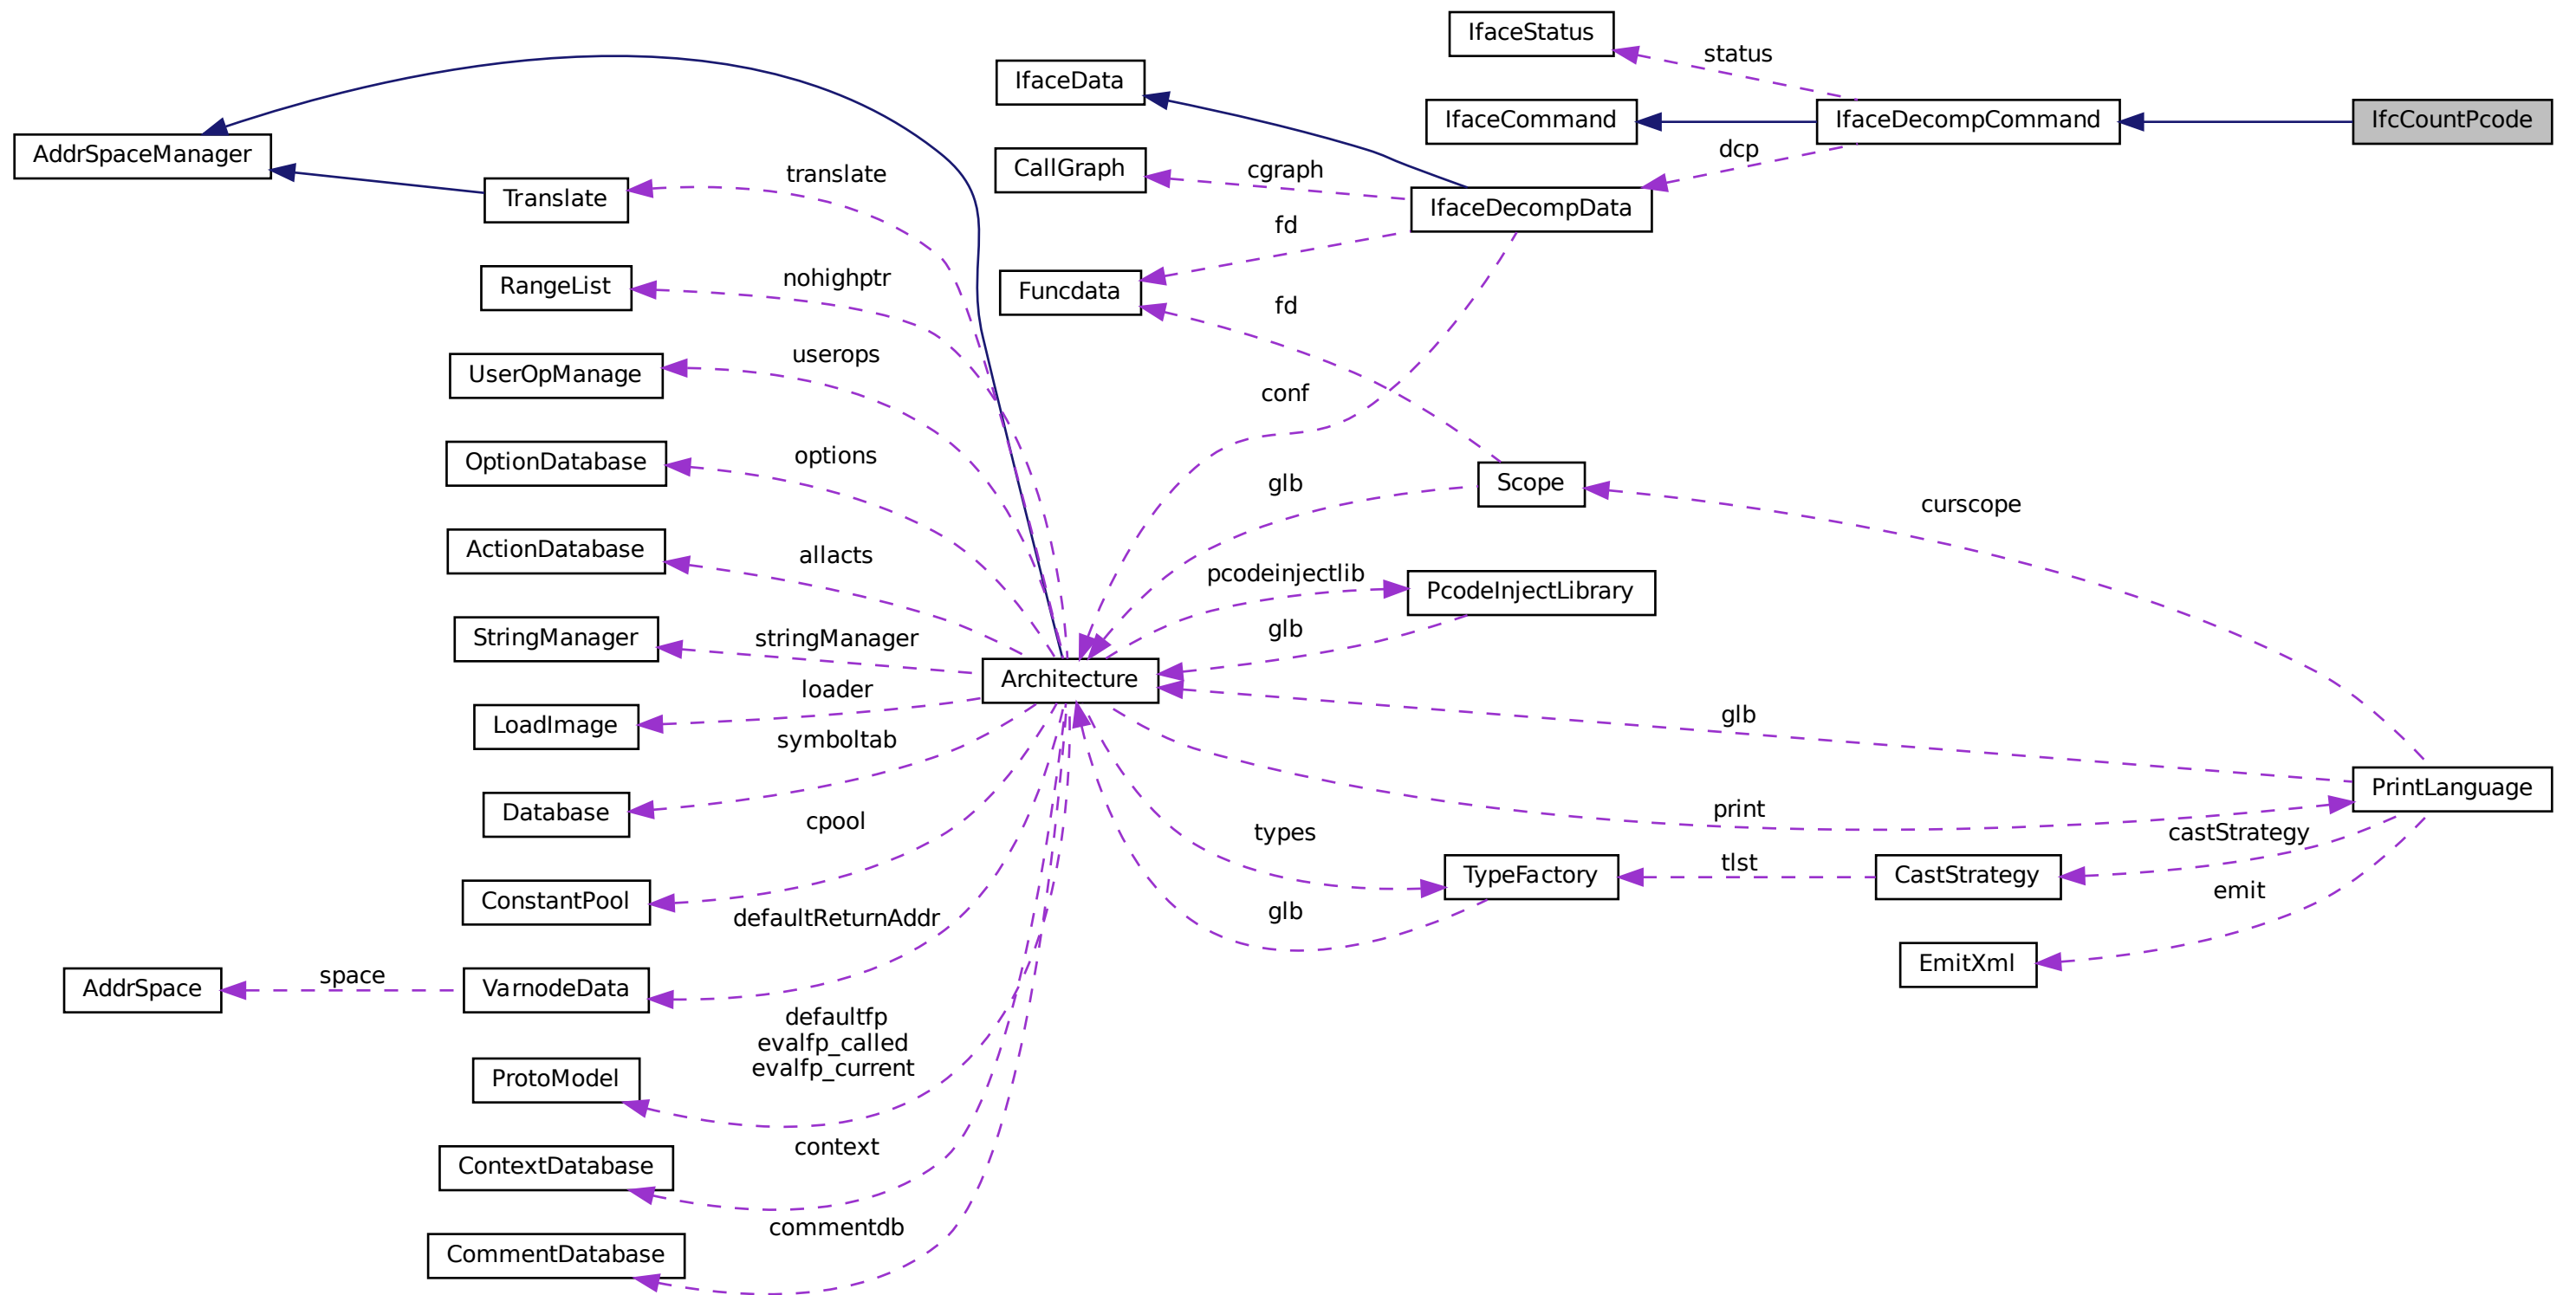 IfaceStatus
status
IfaceData
IfaceCommand
IfaceDecompCommand
IfcCountPcode
AddrSpaceManager
dcp
CallGraph
cgraph
translate
Translate
IfaceDecompData
fd
nohighptr
RangeList
Funcdata
fd
userops
UserOpManage
conf
options
OptionDatabase
glb
Scope
curscope
allacts
ActionDatabase
pcodeinjectlib
PcodeInjectLibrary
stringManager
StringManager
glb
Architecture
loader
LoadImage
glb
symboltab
Database
print
PrintLanguage
cpool
types
castStrategy
ConstantPool
TypeFactory
tlst
CastStrategy
defaultReturnAddr
glb
emit
EmitXml
AddrSpace
space
VarnodeData
defaultfp
evalfp_called
evalfp_current
ProtoModel
context
ContextDatabase
commentdb
CommentDatabase